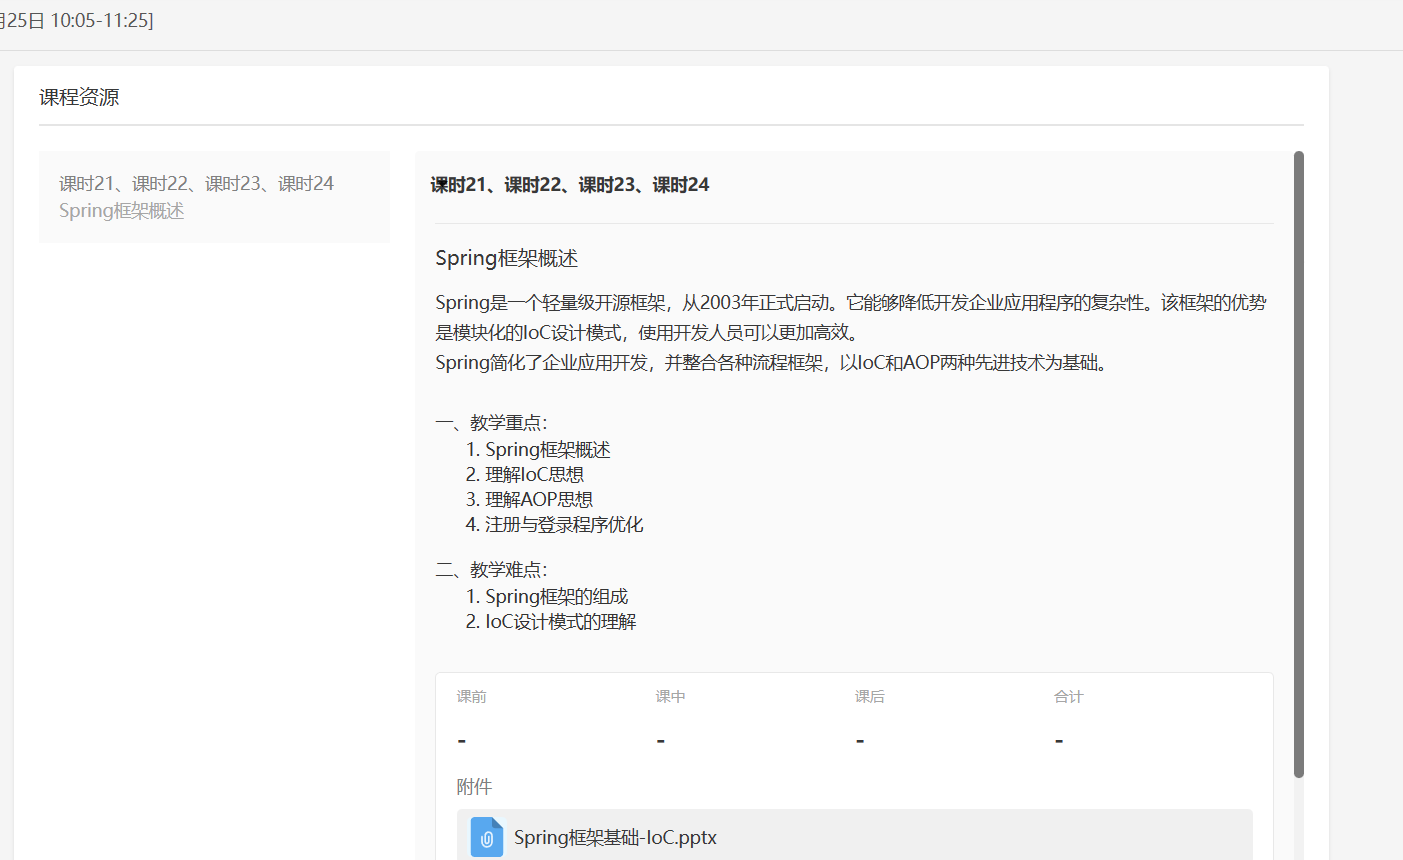 月25日 10:05-11:25]
课程资源
课时21、课时22、课时23、课时24
Spring框架概述
课时21、课时22、课时23、课时24
Spring框架概述
Spring是一个轻量级开源框架，从2003年正式启动。它能够降低开发企业应用程序的复杂性。该框架的优势
是模块化的IoC设计模式，使用开发人员可以更加高效。
Spring简化了企业应用开发，并整合各种流程框架，以IoC和AOP两种先进技术为基础。
一、教学重点：
1. Spring框架概述
2. 理解IoC思想
3. 理解AOP思想
4. 注册与登录程序优化
二、教学难点：
1. Spring框架的组成
2. IoC设计模式的理解
课前 课中 课后 合计
- - - -
附件
Spring框架基础-IoC.pptx